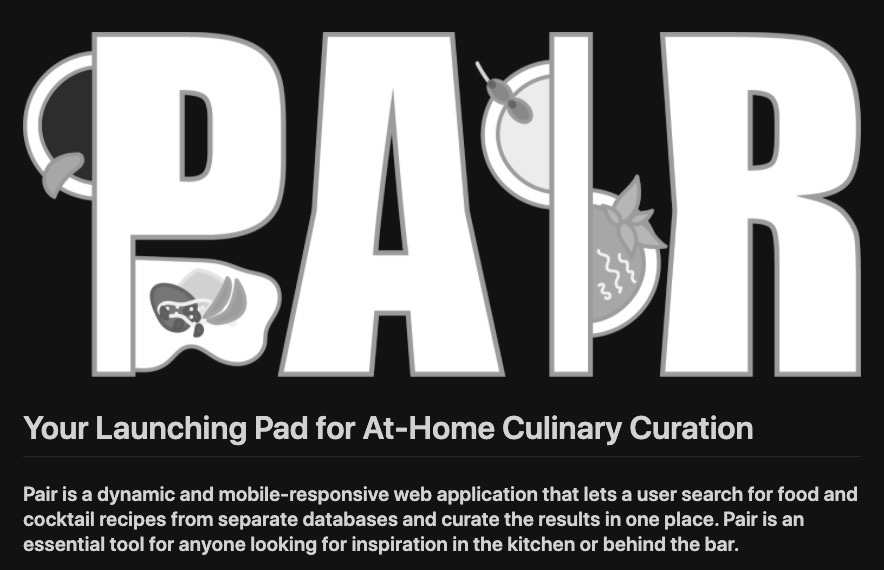 PAIR
Your Launching Pad for At-Home Culinary Curation
Pair is a dynamic and mobile-responsive web application that lets a user search for food and
cocktail recipes from separate databases and curate the results in one place. Pair is an
essential tool for anyone looking for inspiration in the kitchen or behind the bar.